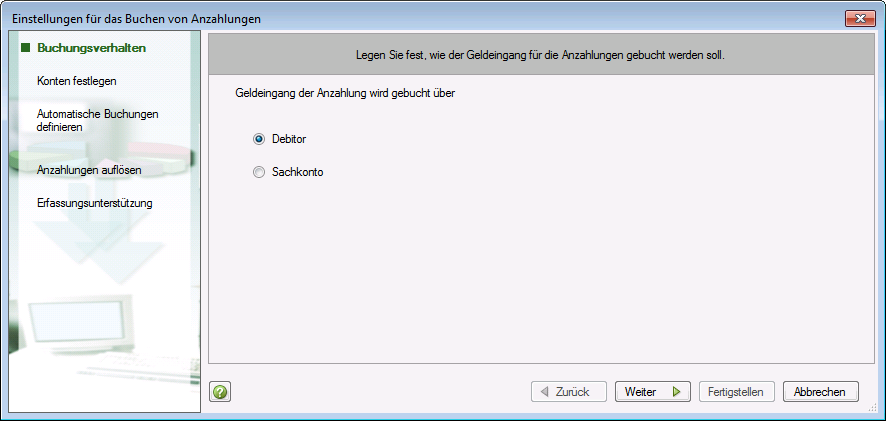 Einstellungen für das Buchen von Anzahlungen
Buchungsverhalten
Konten festlegen
Automatische Buchungen
definieren
Anzahlungen auflösen
Erfassungsunterstützung
Legen Sie fest, wie der Geldeingang für die Anzahlungen gebucht werden soll.
Geldeingang der Anzahlung wird gebucht über
Debitor
Sachkonto
?
Zurück
Weiter
Fertigstellen
Abbrechen